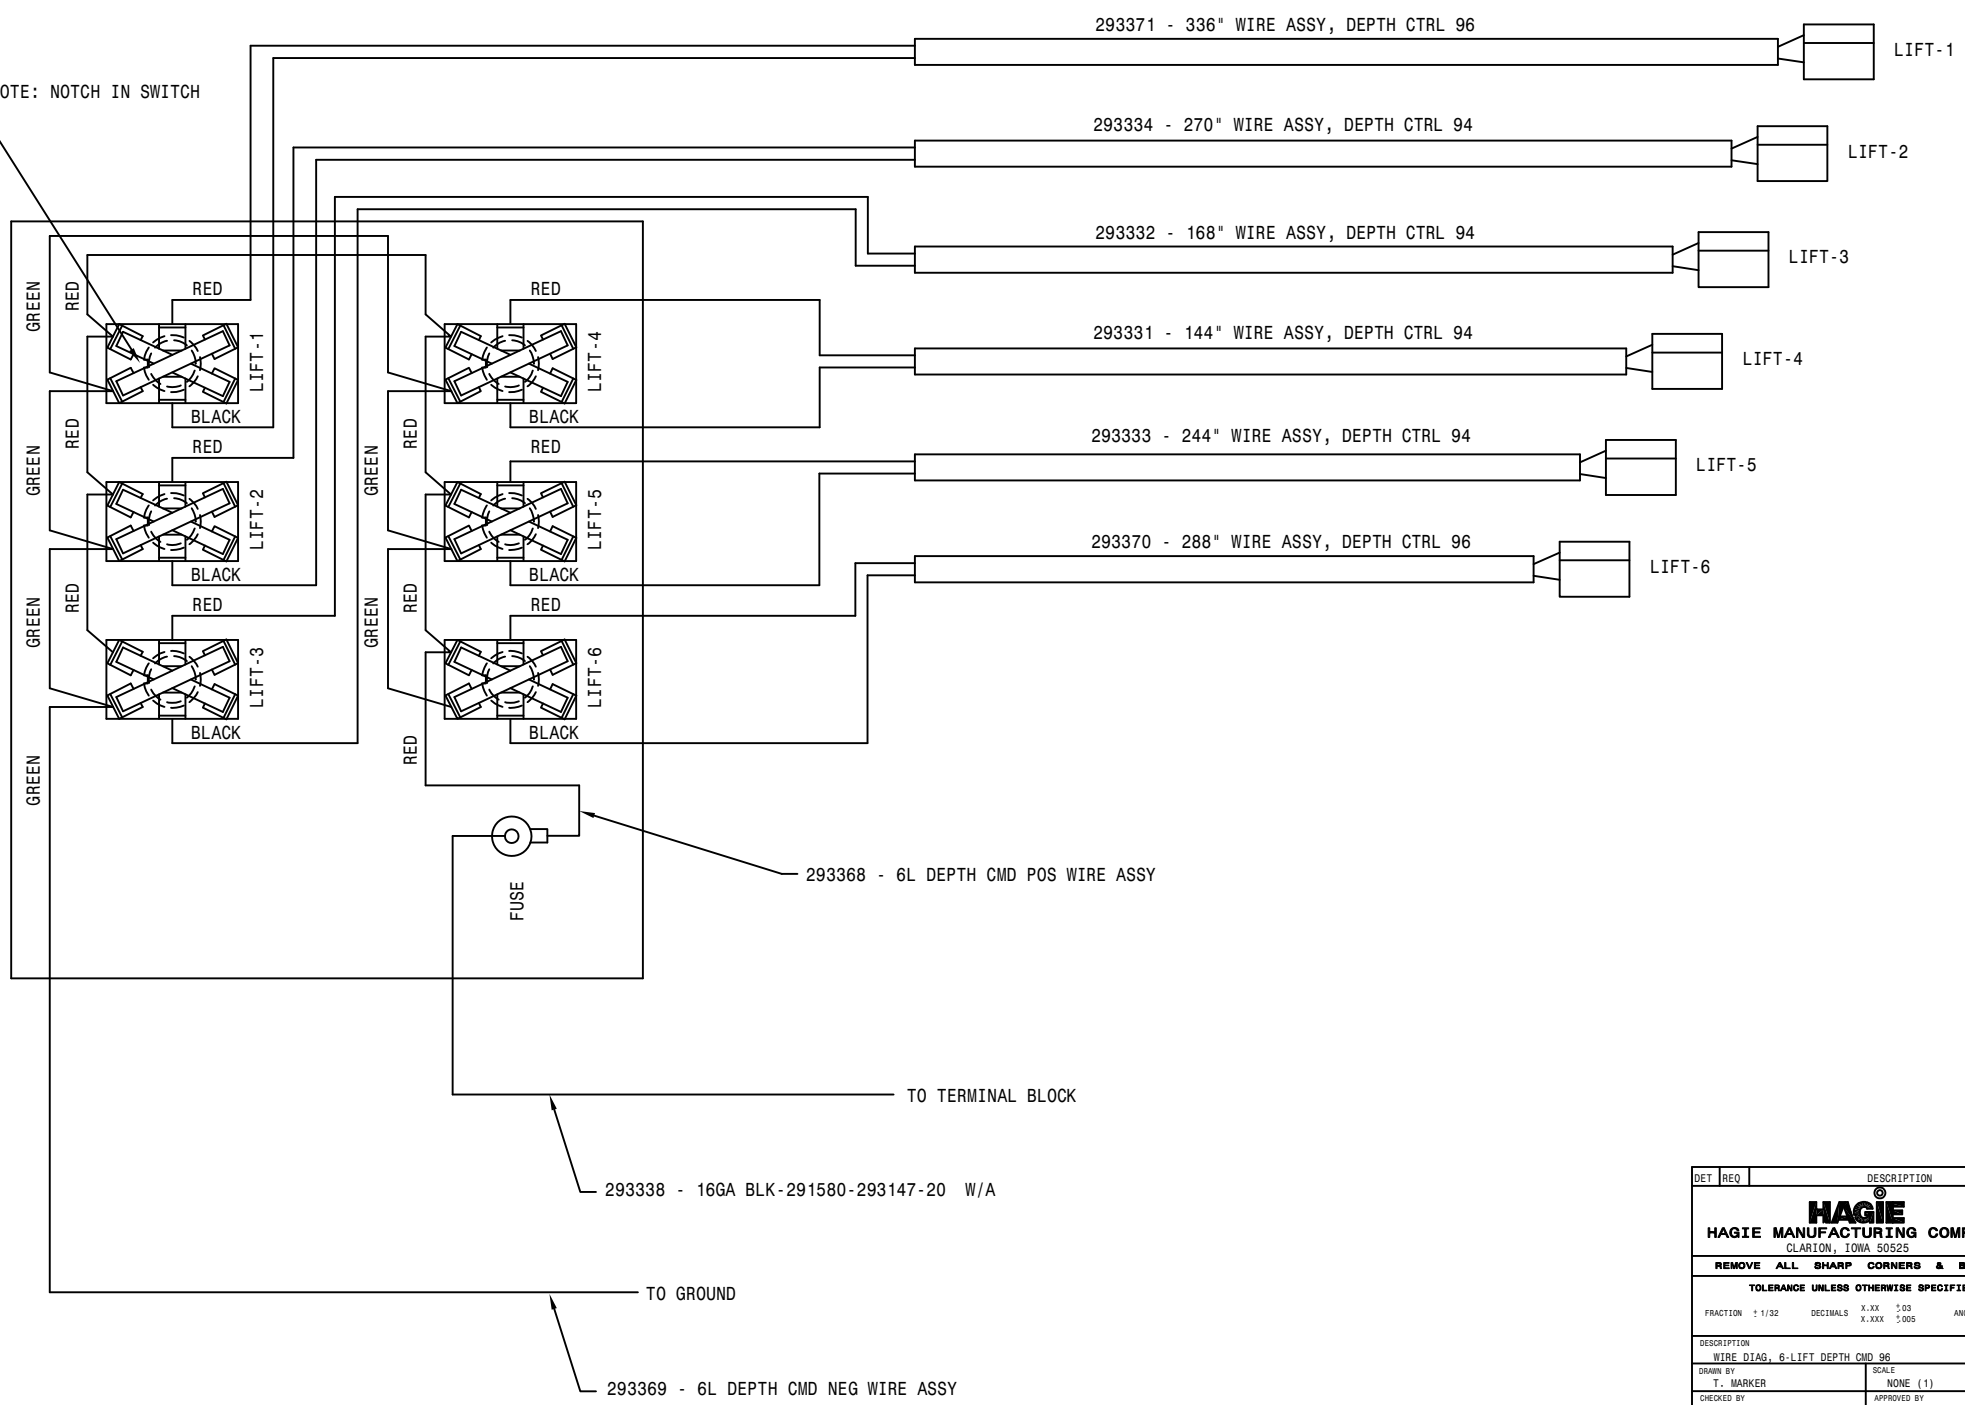 293371 - 336" WIRE ASSY, DEPTH CTRL 96
LIFT-1
OTE: NOTCH IN SWITCH
293334 - 270" WIRE ASSY, DEPTH CTRL 94
LIFT-2
293332 - 168" WIRE ASSY, DEPTH CTRL 94
LIFT-3
293331 - 144" WIRE ASSY, DEPTH CTRL 94
LIFT-4
293333 - 244" WIRE ASSY, DEPTH CTRL 94
LIFT-5
293370 - 288" WIRE ASSY, DEPTH CTRL 96
LIFT-6
GREEN
RED
RED
LIFT-1
BLACK
RED
LIFT-4
BLACK
GREEN
RED
RED
LIFT-2
BLACK
GREEN
RED
RED
LIFT-5
BLACK
GREEN
RED
RED
LIFT-3
BLACK
GREEN
RED
RED
LIFT-6
BLACK
GREEN
RED
FUSE
293368 - 6L DEPTH CMD POS WIRE ASSY
TO TERMINAL BLOCK
293338 - 16GA BLK-291580-293147-20 W/A
TO GROUND
293369 - 6L DEPTH CMD NEG WIRE ASSY
DET REQ DESCRIPTION
HAGIE
HAGIE MANUFACTURING COM
CLARION, IOWA 50525
REMOVE ALL SHARP CORNERS & B
TOLERANCE UNLESS OTHERWISE SPECIFIE
FRACTION ± 1/32 DECIMALS X.XX ±.03 AN
X.XXX ±.005
DESCRIPTION
WIRE DIAG, 6-LIFT DEPTH CMD 96
DRAWN BY SCALE
T. MARKER NONE (1)
CHECKED BY APPROVED BY